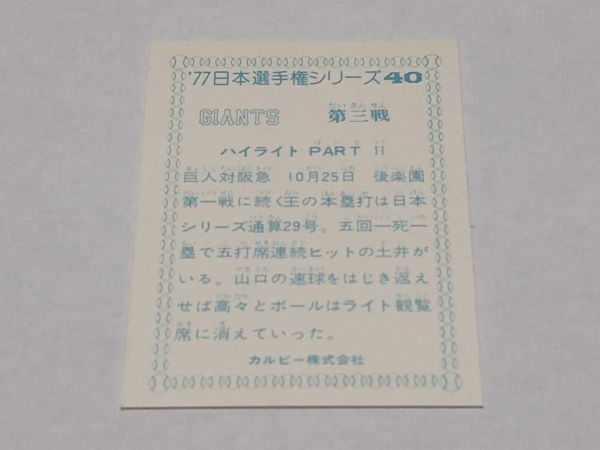 '77日本選手権シリーズ40
GIANTS 第三戦
ハイライト PART 11
巨人対阪急 10月25日 後楽園
第一戦に続く王の本塁打は日本
シリーズ通算29号。五回一死一
塁で五打席連続ヒットの土井が
いる。山口の速球をはじき返え
せば高々とボールはライト観覧
席に消えていった。
カルビー株式会社